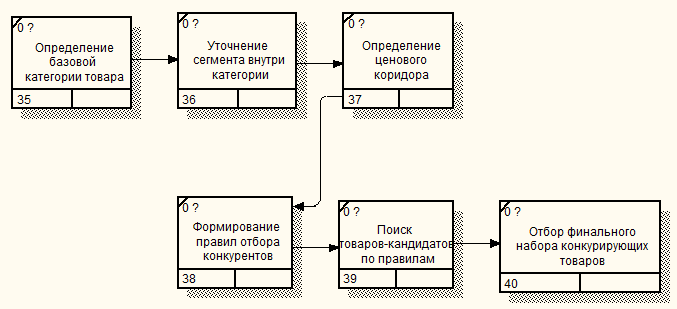 0 ?
Определение
базовой
категории товара
35
0 ?
Уточнение
сегмента внутри
категории
36
0 ?
Определение
ценового
коридора
37
0 ?
Формирование
правил отбора
конкурентов
38
0 ?
Поиск
товаров-кандидатов
по правилам
39
0 ?
Отбор финального
набора конкурирующих
товаров
40